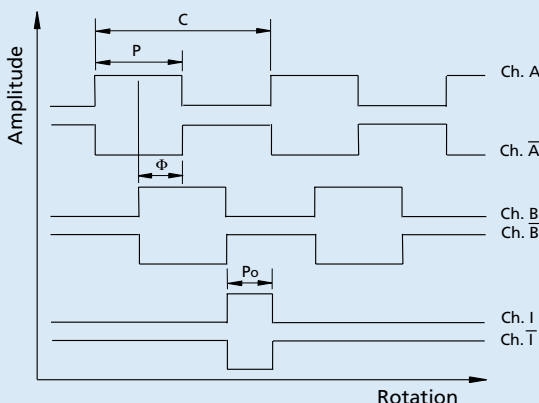 Amplitude
C
P
Ch. A
Ch. A̅
Φ
Ch. B
Ch. B̅
Po
Ch. I
Ch. I̅
Rotation